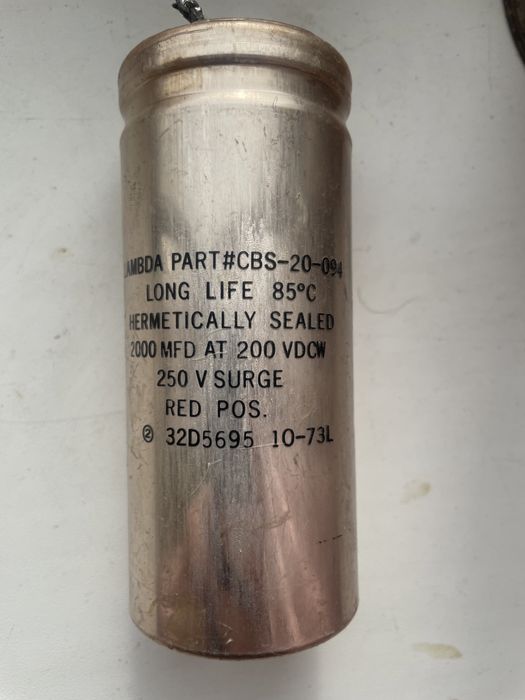 LAMBDA PART#CBS-20-094
LONG LIFE 85°C
HERMETICALLY SEALED
2000 MFD AT 200 VDCW
250 V SURGE
RED POS.
② 32D5695 10-73L